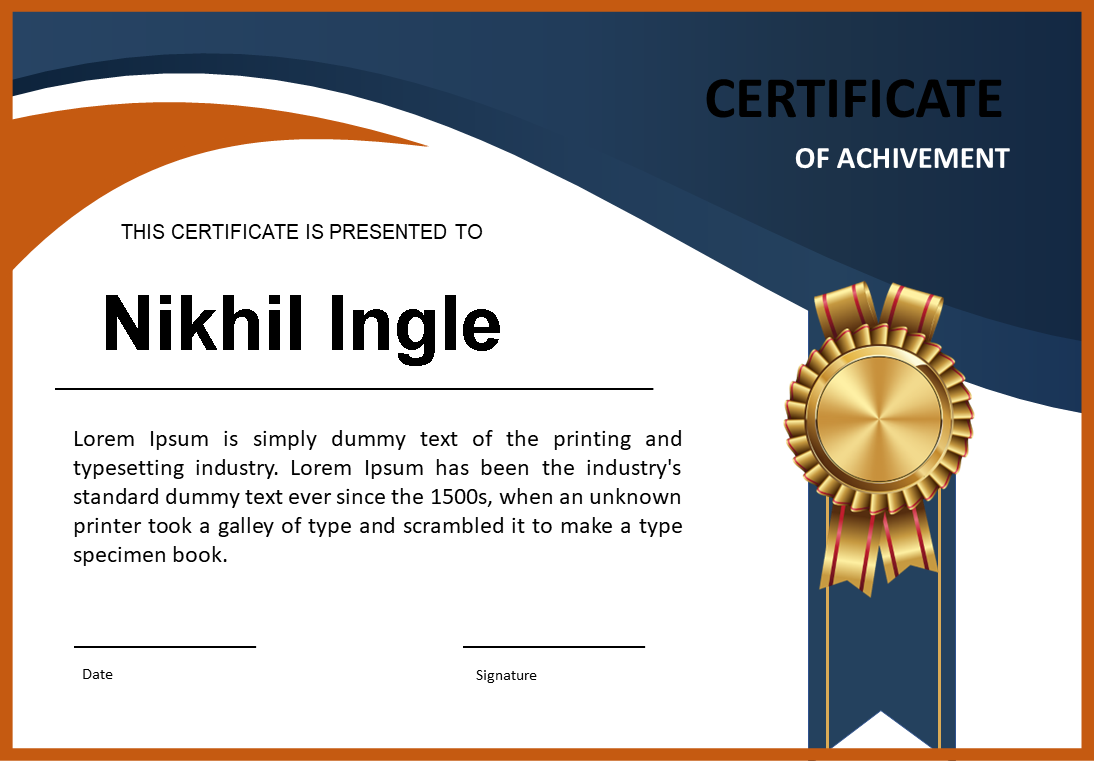 CERTIFICATE
OF ACHIVEMENT
THIS CERTIFICATE IS PRESENTED TO
Nikhil Ingle
Lorem Ipsum is simply dummy text of the printing and
typesetting industry. Lorem Ipsum has been the industry's
standard dummy text ever since the 1500s, when an unknown
printer took a galley of type and scrambled it to make a type
specimen book.
Date
Signature